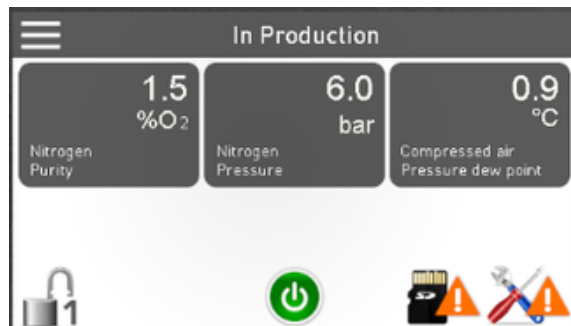 In Production
1.5
%O2
Nitrogen
Purity
6.0
bar
Nitrogen
Pressure
0.9
°C
Compressed air
Pressure dew point
1